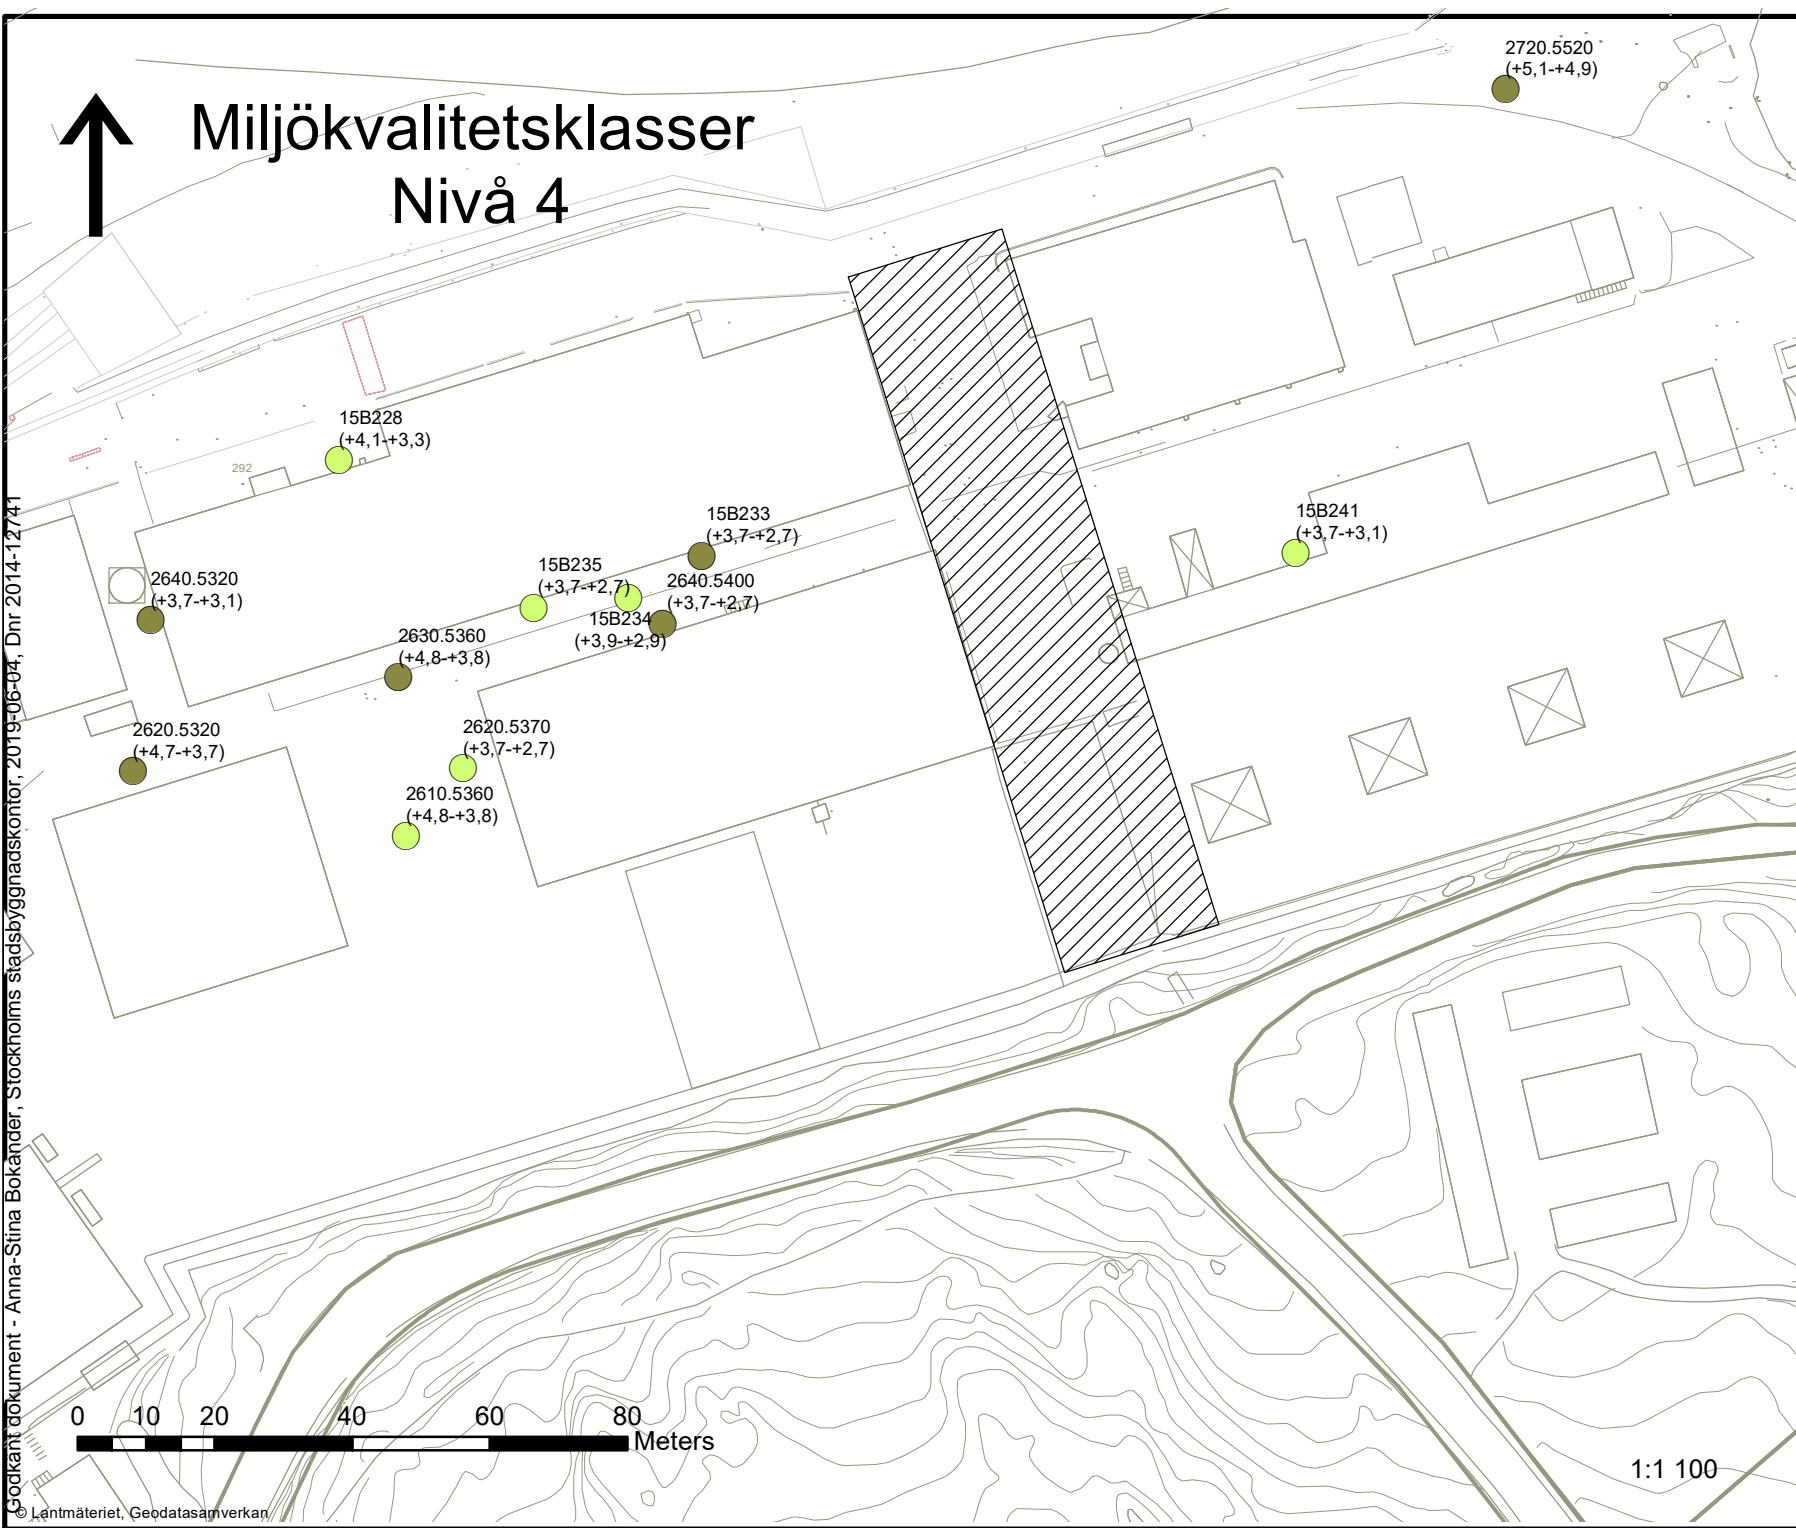 2720.5520
(+5,1-+4,9)
Miljökvalitetsklasser
Nivå 4
15B228
(+4,1-+3,3)
292
15B233
(+3,7-+2,7)
15B241
(+3,7-+3,1)
15B235
(+3,7-+2,7)
2640.5320
(+3,7-+3,1)
2640.5400
(+3,7-+2,7)
15B234
(+3,9-+2,9)
2630.5360
(+4,8-+3,8)
2620.5320
(+4,7-+3,7)
2620.5370
(+3,7-+2,7)
2610.5360
(+4,8-+3,8)
Godkänt dokument - Anna-Stina Bokander, Stockholms stadsbyggnadskontor, 2019-06-04, Dnr 2014-12741
0 10 20 40 60 80
Meters
1:1 100
© Lantmäteriet, Geodatasamverkan